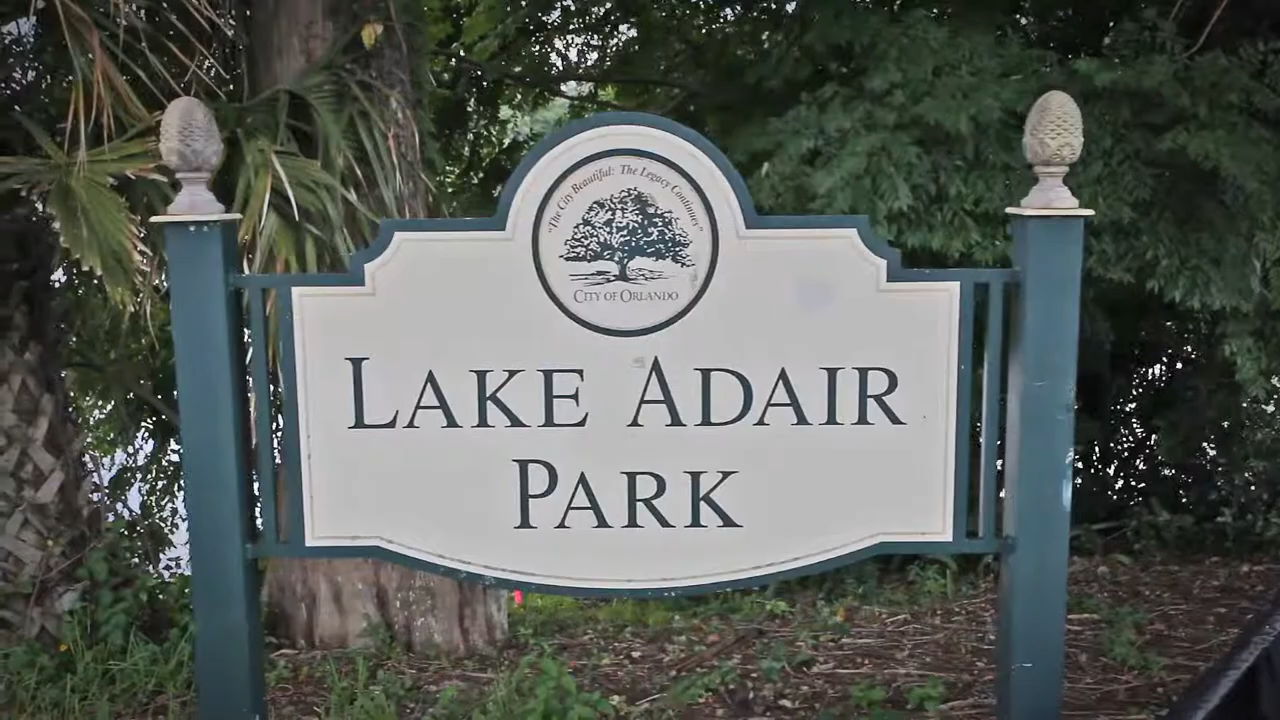 "The City Beautiful: The Legacy Continues"
CITY OF ORLANDO
LAKE ADAIR
PARK